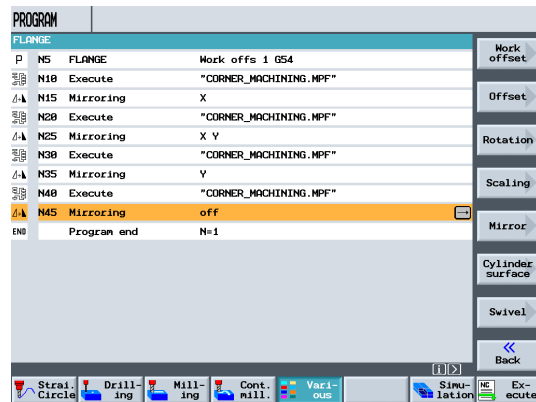 PROGRAM
FLANGE
P N5 FLANGE Work offs 1 G54
N10 Execute "CORNER_MACHINING.MPF"
N15 Mirroring X
N20 Execute "CORNER_MACHINING.MPF"
N25 Mirroring X Y
N30 Execute "CORNER_MACHINING.MPF"
N35 Mirroring Y
N40 Execute "CORNER_MACHINING.MPF"
N45 Mirroring off
END Program end N=1
Work
offset
Offset
Rotation
Scaling
Mirror
Cylinder
surface
Swivel
Back
Strai.
Circle
Drill-
ing
Mill-
ing
Cont.
mill.
Vari-
ous
Simu-
lation
NC
Ex-
ecute